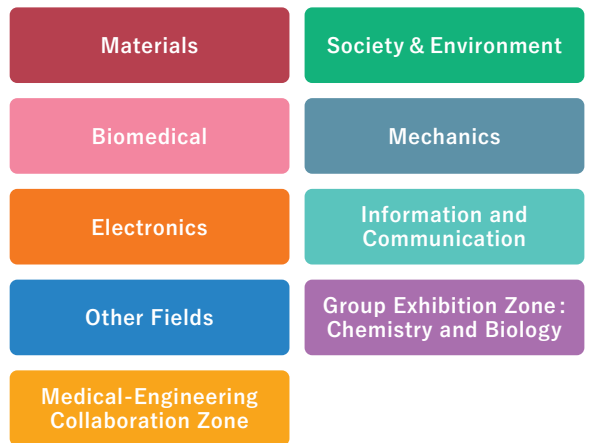 Materials
Society & Environment
Biomedical
Mechanics
Electronics
Information and
Communication
Other Fields
Group Exhibition Zone:
Chemistry and Biology
Medical-Engineering
Collaboration Zone